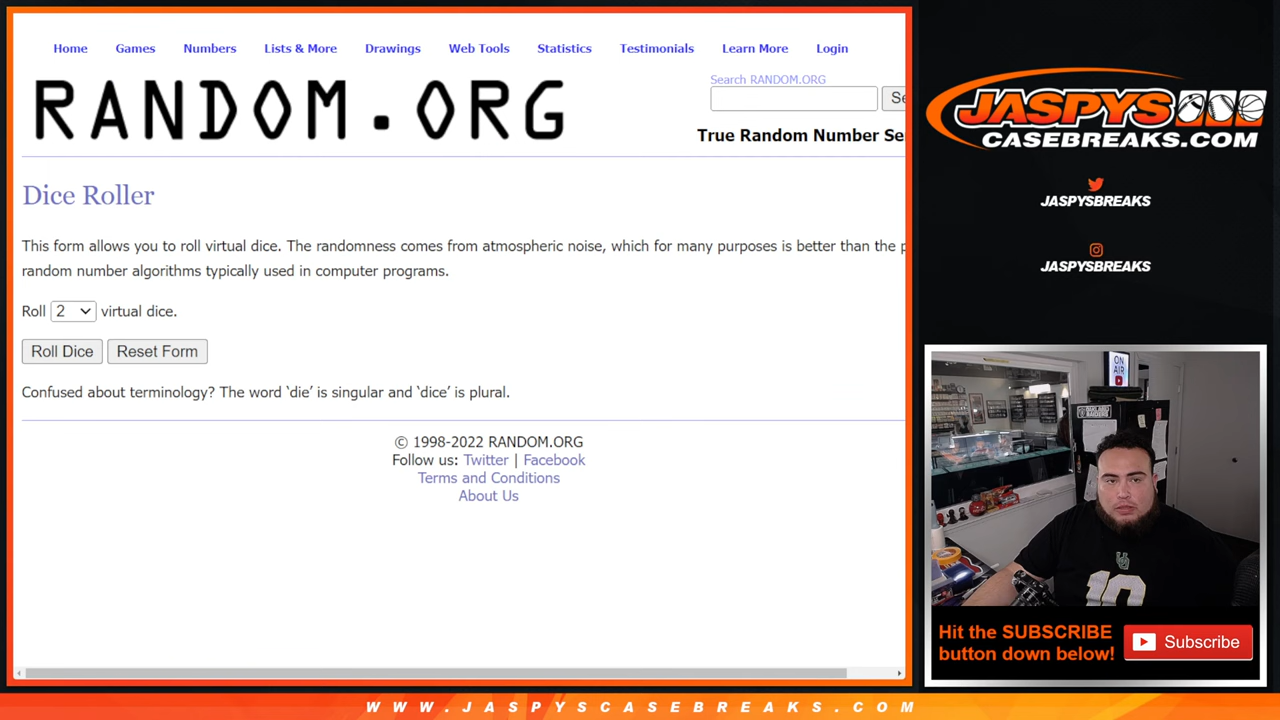 Home Games Numbers Lists & More Drawings Web Tools Statistics Testimonials Learn More Login
RANDOM.ORG
Search RANDOM.ORG
Se
True Random Number Se
Dice Roller
This form allows you to roll virtual dice. The randomness comes from atmospheric noise, which for many purposes is better than the p
random number algorithms typically used in computer programs.
Roll 2 virtual dice.
Roll Dice Reset Form
Confused about terminology? The word ‘die’ is singular and ‘dice’ is plural.
© 1998-2022 RANDOM.ORG
Follow us: Twitter | Facebook
Terms and Conditions
About Us
JASPYS
CASEBREAKS.COM
JASPYSBREAKS
JASPYSBREAKS
ON
AIR
10
Hit the SUBSCRIBE
button down below!
Subscribe
WWW.JASPYSCASEBREAKS.COM